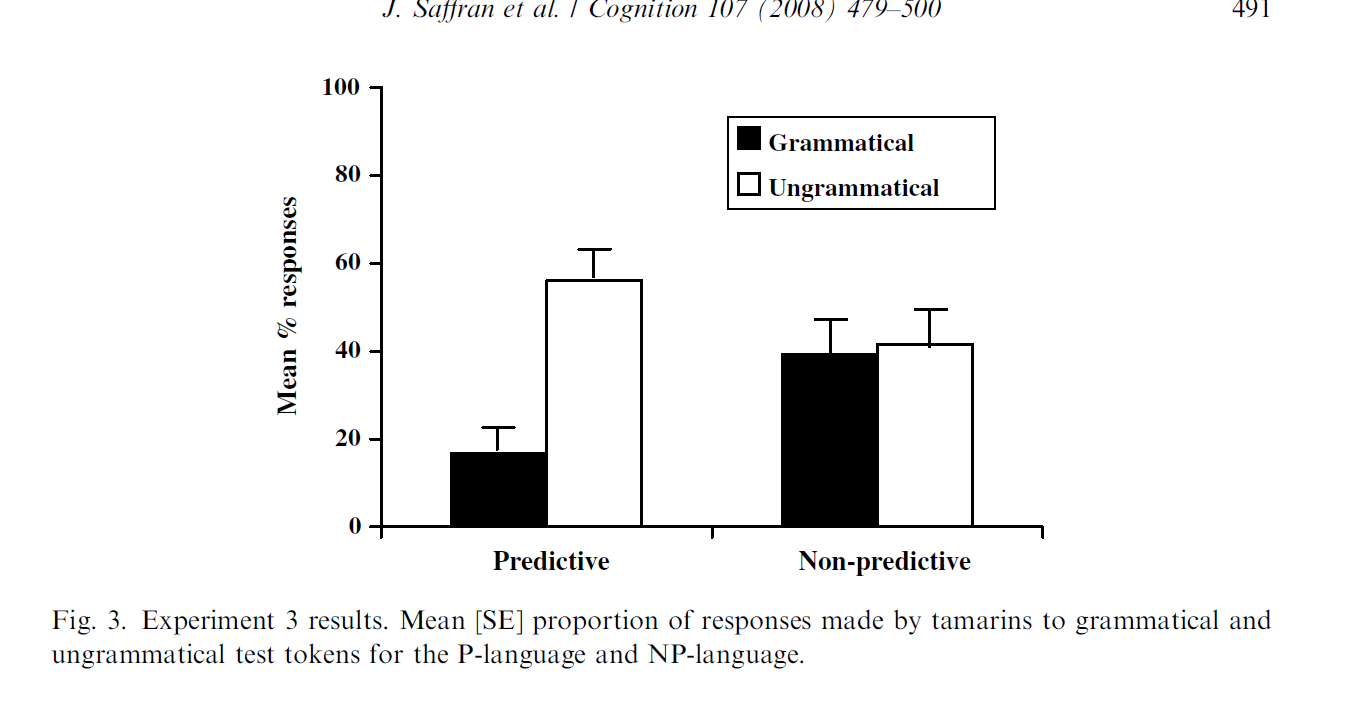 J. Saffran et al. / Cognition 107 (2008) 479–500 491
100
80
60
40
20
0
Mean % responses
Grammatical
Ungrammatical
Predictive Non-predictive
Fig. 3. Experiment 3 results. Mean [SE] proportion of responses made by tamarins to grammatical and
ungrammatical test tokens for the P-language and NP-language.